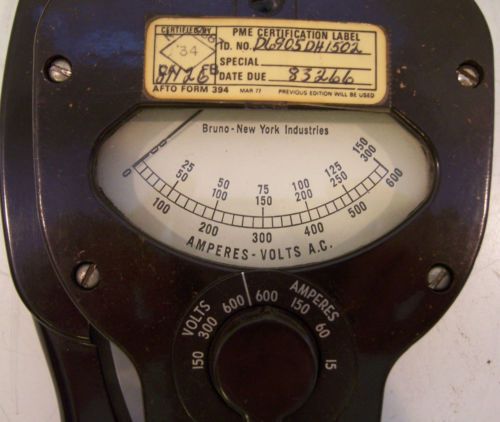 CERTIFIED BY
34
PME CERTIFICATION LABEL
ID. NO. D6905DH1502
SPECIAL
DATE DUE 83266
AFTO FORM 394 MAR 77 PREVIOUS EDITION WILL BE USED
Bruno-New York Industries
25 50 75 100 125 150
50 100 150 200 250 300
0 100 200 300 400 500 600
AMPERES-VOLTS A.C.
VOLTS 150 300 600
AMPERES 600 150 60 15